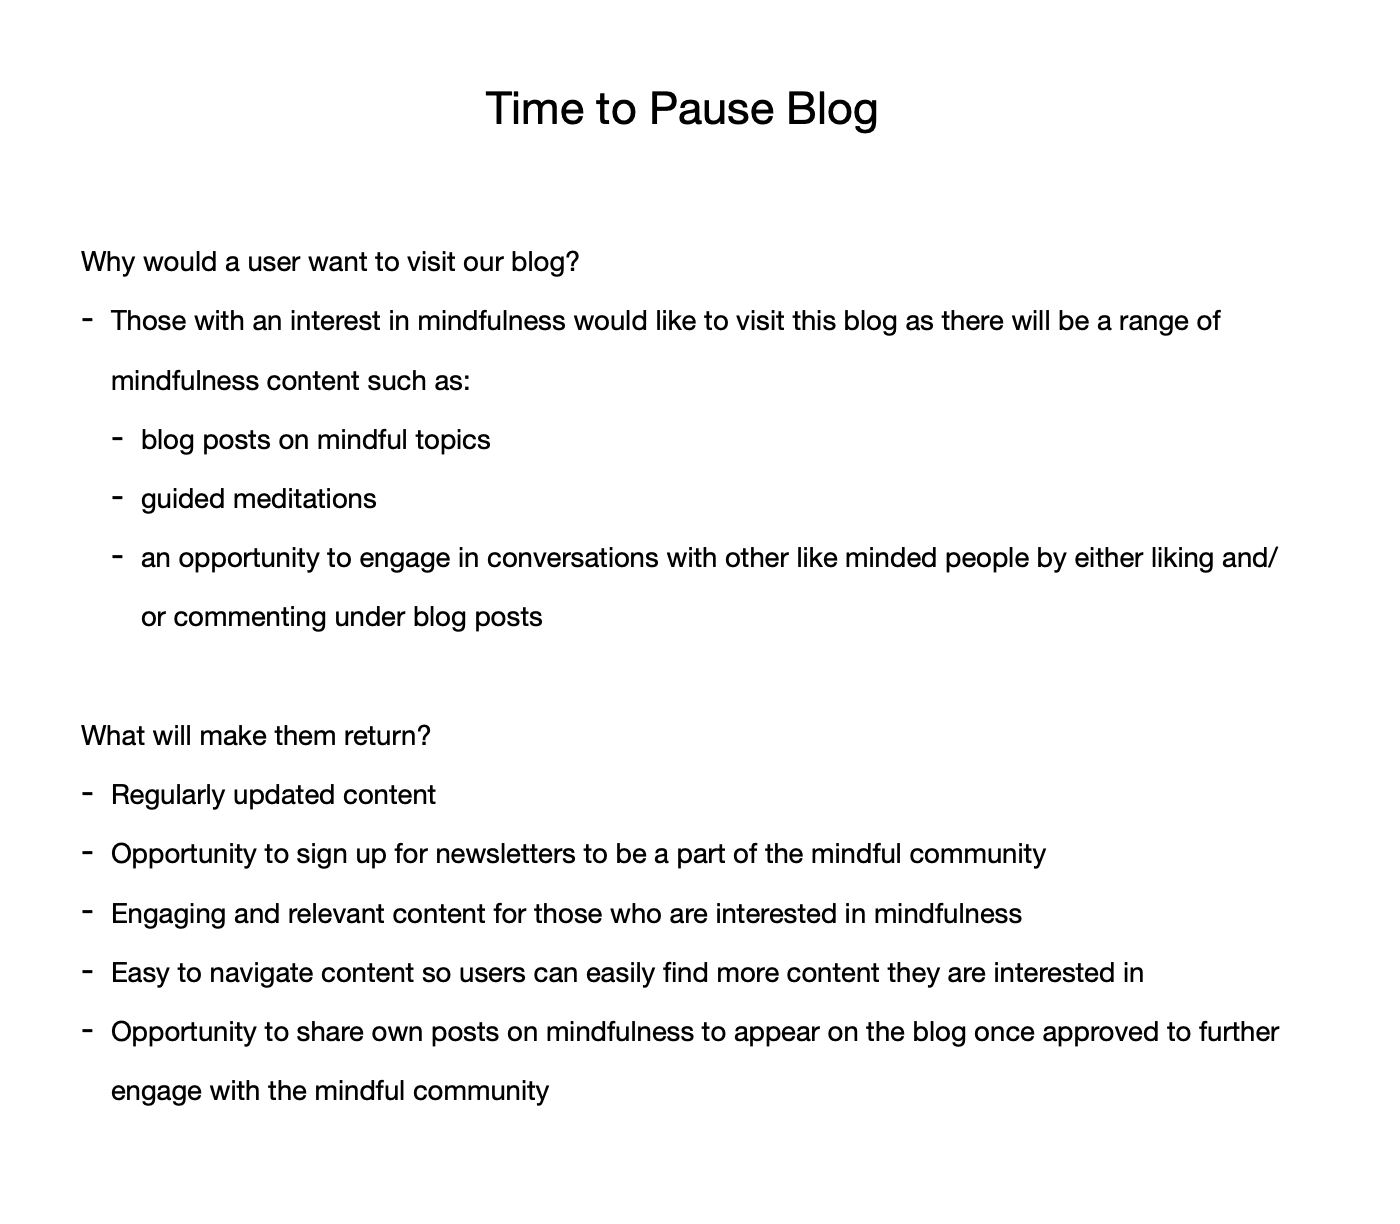 Time to Pause Blog
Why would a user want to visit our blog?
- Those with an interest in mindfulness would like to visit this blog as there will be a range of
mindfulness content such as:
- blog posts on mindful topics
- guided meditations
- an opportunity to engage in conversations with other like minded people by either liking and/
or commenting under blog posts
What will make them return?
- Regularly updated content
- Opportunity to sign up for newsletters to be a part of the mindful community
- Engaging and relevant content for those who are interested in mindfulness
- Easy to navigate content so users can easily find more content they are interested in
- Opportunity to share own posts on mindfulness to appear on the blog once approved to further
engage with the mindful community